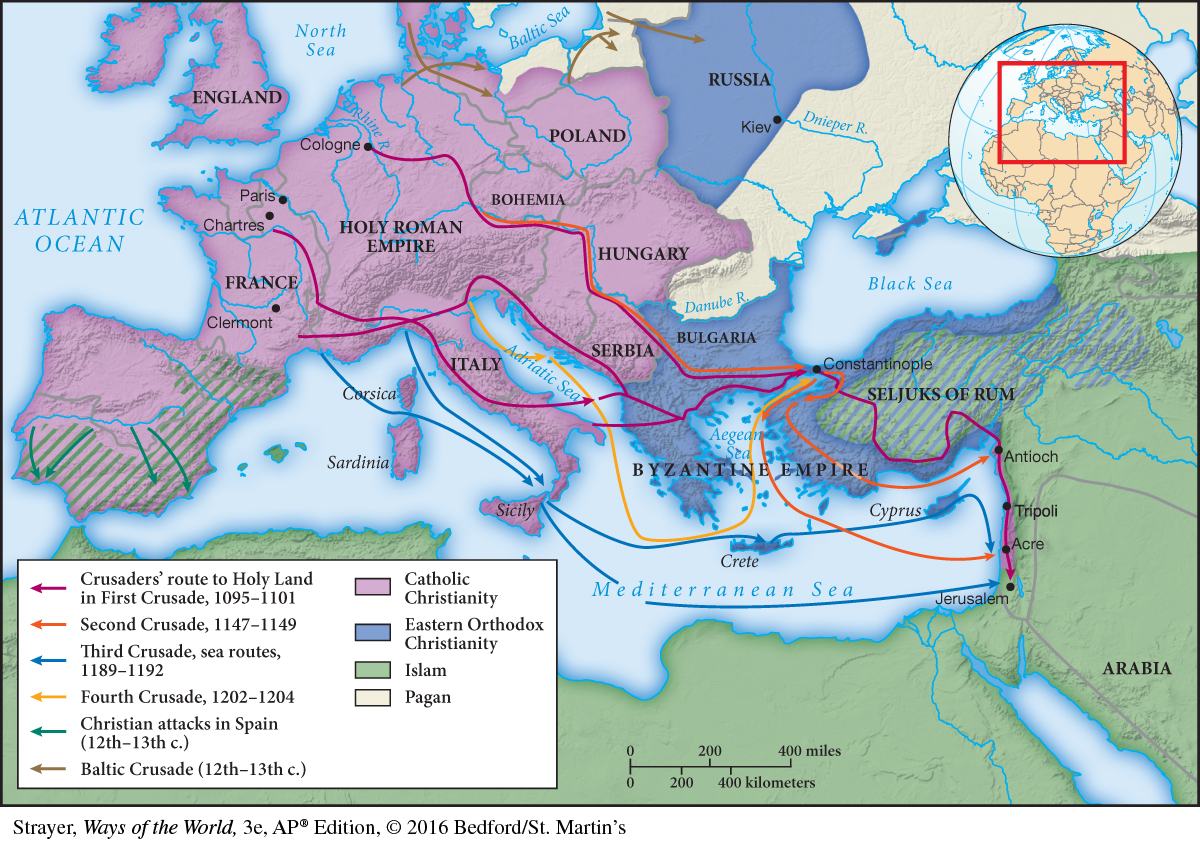 North
Sea
Baltic Sea
RUSSIA
ENGLAND
Kiev
Dnieper R.
Rhine R.
POLAND
Cologne
Paris
BOHEMIA
Chartres
ATLANTIC
OCEAN
HOLY ROMAN
EMPIRE
HUNGARY
FRANCE
Black Sea
Danube R.
Clermont
BULGARIA
SERBIA
ITALY
Adriatic Sea
Constantinople
Corsica
SELJUKS OF RUM
Aegean
Sea
Sardinia
BYZANTINE EMPIRE
Antioch
Sicily
Cyprus
Tripoli
Acre
Crete
Mediterranean Sea
Jerusalem
ARABIA
Crusaders' route to Holy Land
in First Crusade, 1095–1101
Second Crusade, 1147–1149
Third Crusade, sea routes,
1189–1192
Fourth Crusade, 1202–1204
Christian attacks in Spain
(12th–13th c.)
Baltic Crusade (12th–13th c.)
Catholic
Christianity
Eastern Orthodox
Christianity
Islam
Pagan
0 200 400 miles
0 200 400 kilometers
Strayer, Ways of the World, 3e, AP® Edition, © 2016 Bedford/St. Martin's